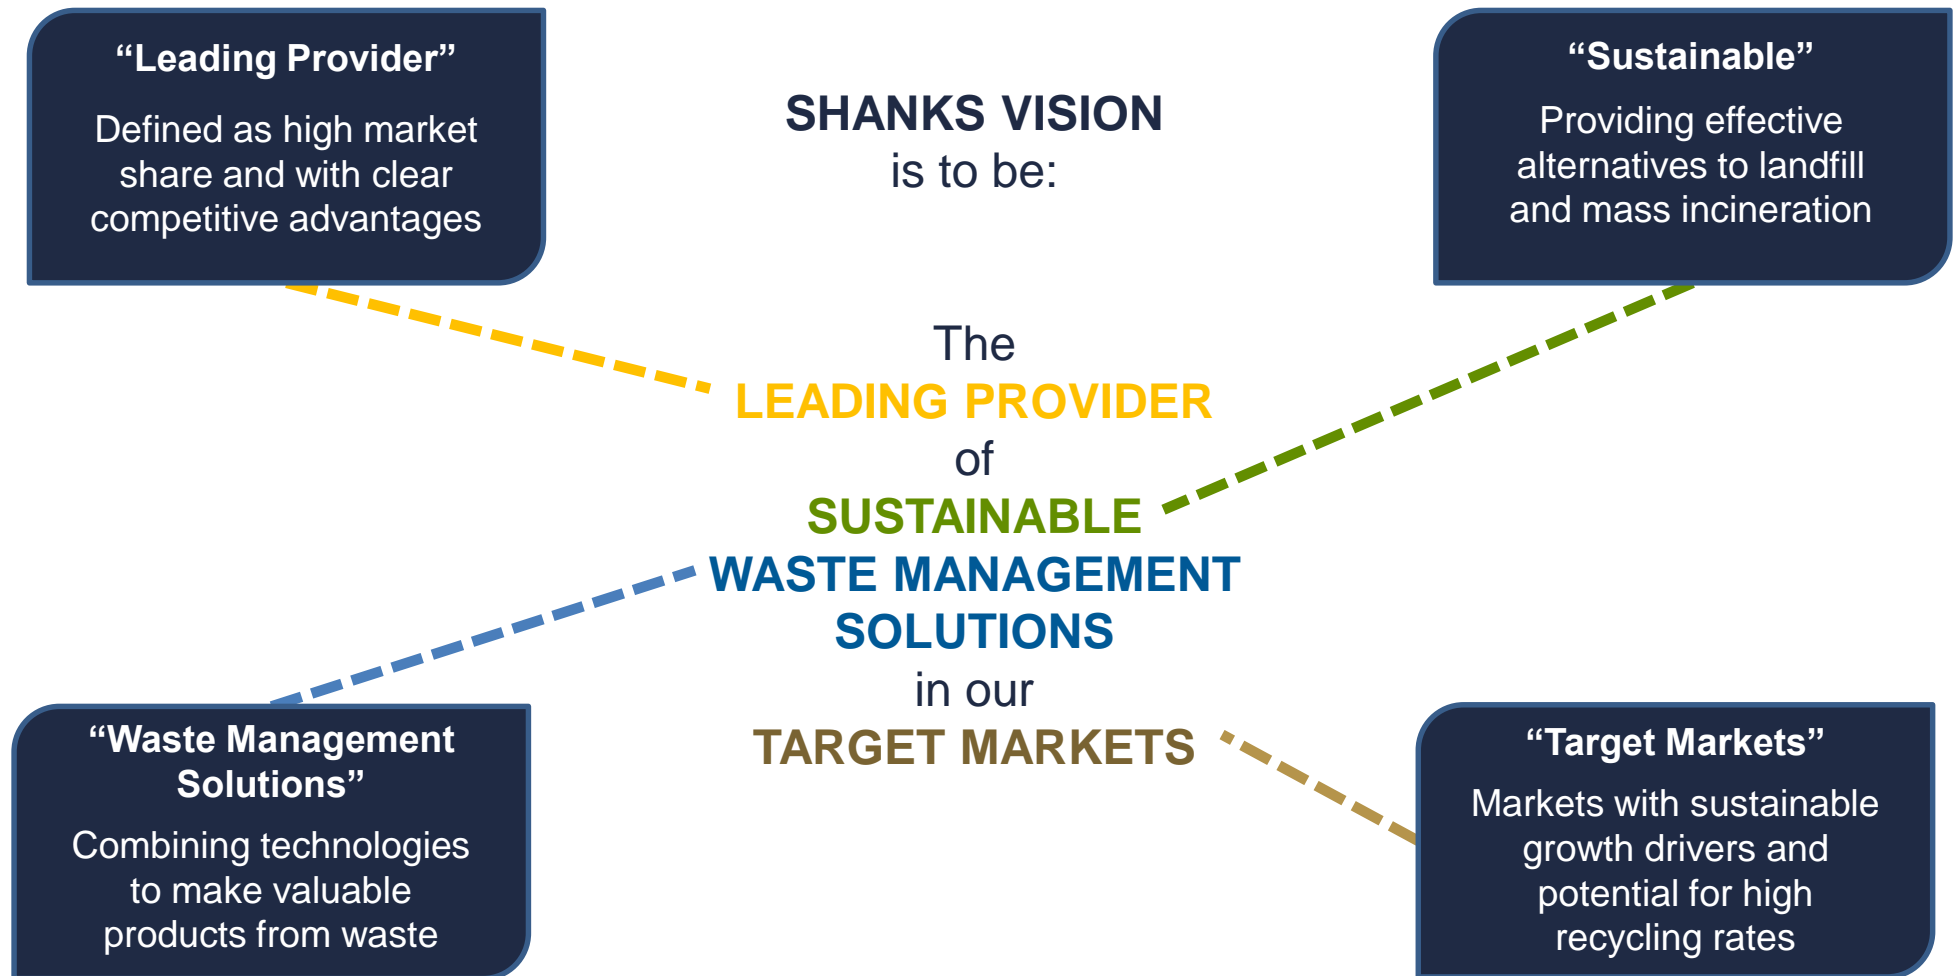 “Leading Provider”
Defined as high market
share and with clear
competitive advantages
SHANKS VISION
is to be:
“Sustainable”
Providing effective
alternatives to landfill
and mass incineration
The
LEADING PROVIDER
of
SUSTAINABLE
WASTE MANAGEMENT
SOLUTIONS
in our
TARGET MARKETS
“Waste Management
Solutions”
Combining technologies
to make valuable
products from waste
“Target Markets”
Markets with sustainable
growth drivers and
potential for high
recycling rates